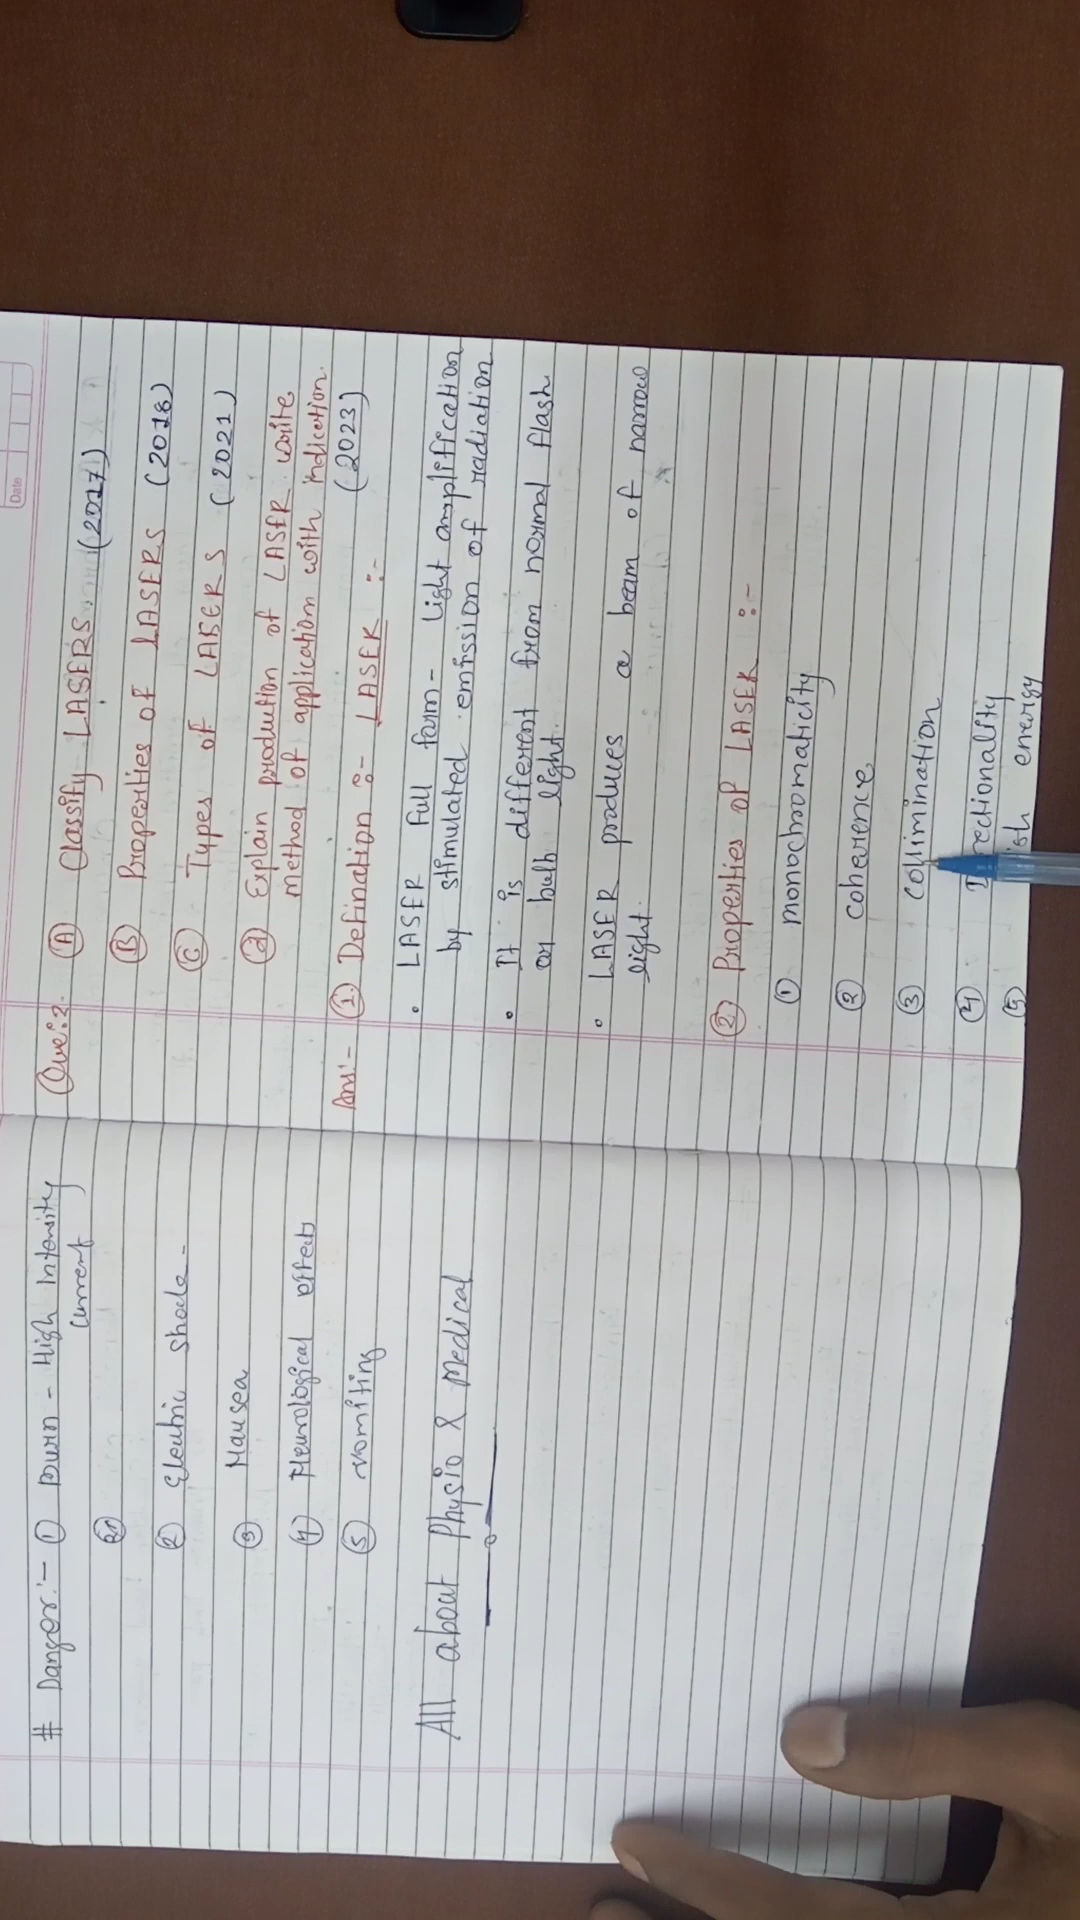 # Danger:- ① Burn - High Intensity
current
②
② Electric shock -
③ Nausea
④ Neurological effects
⑤ vomiting
All about Physio & Medical
Date
Que:2. Ⓐ Classify LASERS (2017)
Ⓑ Properties of LASERS (2018)
Ⓒ Types of LASERS (2021)
ⓓ Explain production of LASER. write
method of application with indication.
(2023)
Ans:- ① Defination :- LASER :-
• LASER full form - light amplification
by stimulated emission of radiation
• It is different from normal flash
or bulb light.
• LASER produces a beam of narrow
light.
② Properties of LASER :-
① monochromaticity
② coherence
③ collimination
④ Directionality
⑤ energy